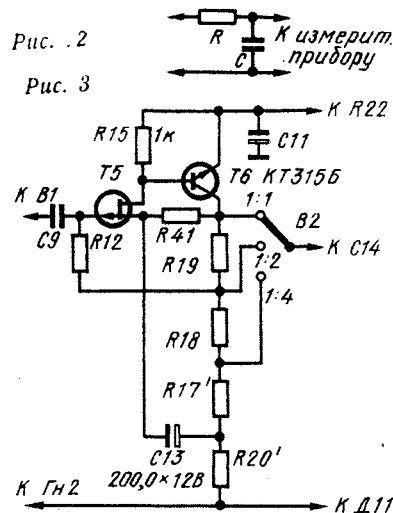 Рис. .2
R
C
К измерит.
прибору
Рис. 3
К R22
R15
1к
C11
T5
T6 КТ315Б
К В1
1:1
В2
C9
R12
R41
К C14
R19
1:2
1:4
R18
R17'
C13
200,0×12В
R20'
К Гн2
К Д11